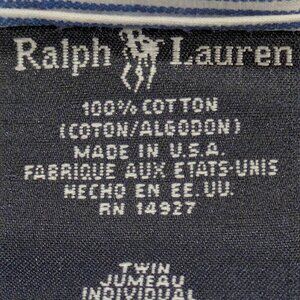 Ralph Lauren
100% COTTON
(COTON/ALGODON)
MADE IN U.S.A.
FABRIQUE AUX ETATS-UNIS
HECHO EN EE. UU.
RN 14927
TWIN
JUMEAU
INDIVIDUAL